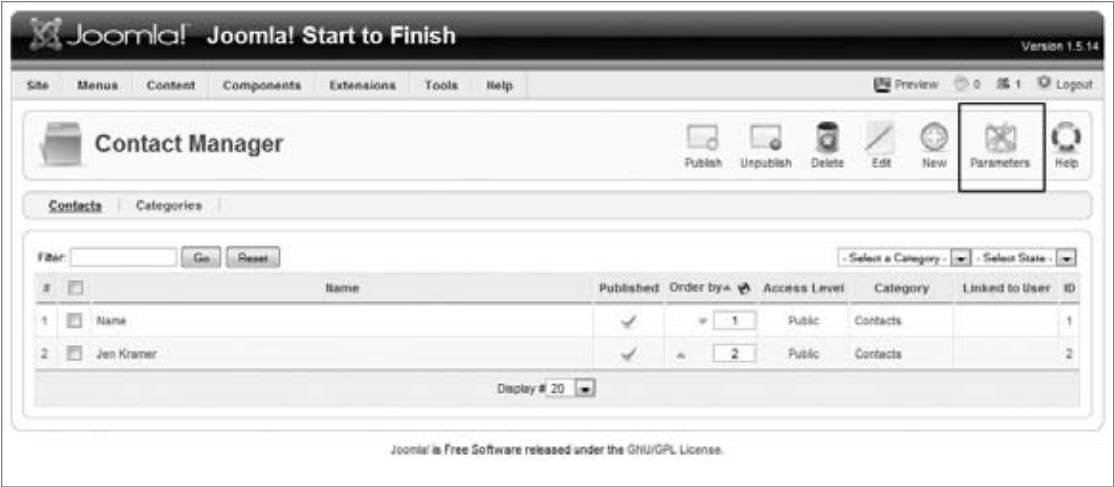 Joomla! Joomla! Start to Finish
Version 1.5.14
Site Menus Content Components Extensions Tools Help Preview 0 1 Logout
Contact Manager
Publish Unpublish Delete Edit New Parameters Help
Contacts Categories
Filter: Go Reset - Select a Category - - Select State -
# Name Published Order by Access Level Category Linked to User ID
1 Name 1 Public Contacts 1
2 Jen Kramer 2 Public Contacts 2
Display # 20
Joomla! is Free Software released under the GNU/GPL License.